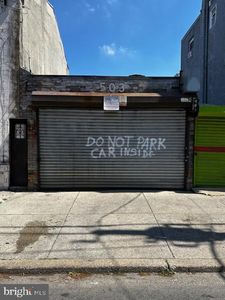 503
DO NOT PARK
CAR INSIDE
BRIGHT MLS